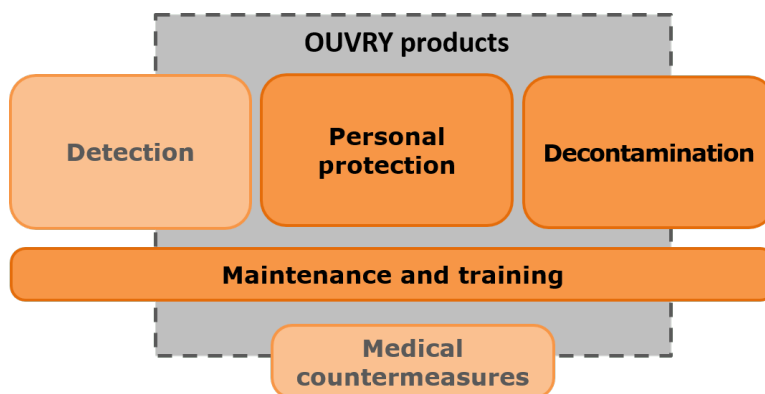 OUVRY products
Detection
Personal
protection
Decontamination
Maintenance and training
Medical
countermeasures